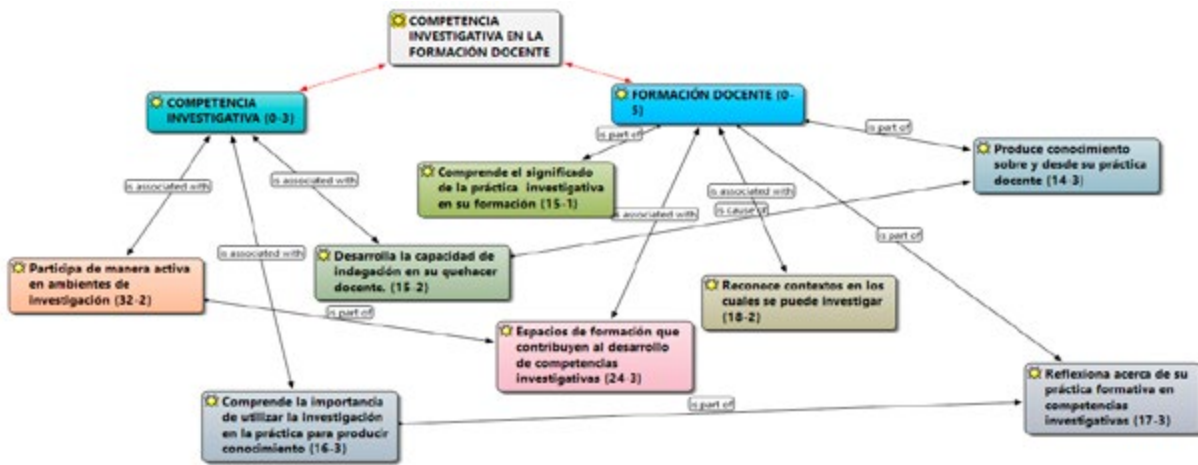 COMPETENCIA
INVESTIGATIVA EN LA
FORMACIÓN DOCENTE
COMPETENCIA
INVESTIGATIVA (0-3)
FORMACIÓN DOCENTE (0-
5)
is part of
is part of
Comprende el significado
de la práctica investigativa
en su formación (15-1)
Produce conocimiento
sobre y desde su práctica
docente (14-3)
is associated with
is associated with
is associated with
is associated with
is cause of
is part of
is associated with
Participa de manera activa
en ambientes de
investigación (32-2)
Desarrolla la capacidad de
indagación en su quehacer
docente. (15-2)
Reconoce contextos en los
cuales se puede investigar
(18-2)
is part of
Espacios de formación que
contribuyen al desarrollo
de competencias
investigativas (24-3)
Comprende la importancia
de utilizar la investigación
en la práctica para producir
conocimiento (16-3)
is part of
Reflexiona acerca de su
práctica formativa en
competencias
investigativas (17-3)